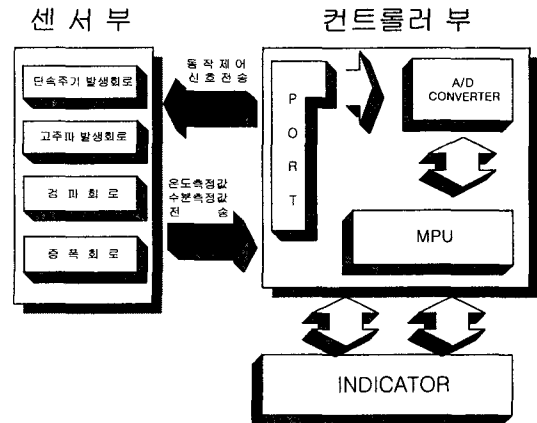 센 서 부
컨트롤러 부
단속주기 발생회로
고주파 발생회로
검 파 회 로
증 폭 회 로
동 작 제 어
신 호 전 송
온도측정값
수분측정값
전 송
P
O
R
T
A/D
CONVERTER
MPU
INDICATOR